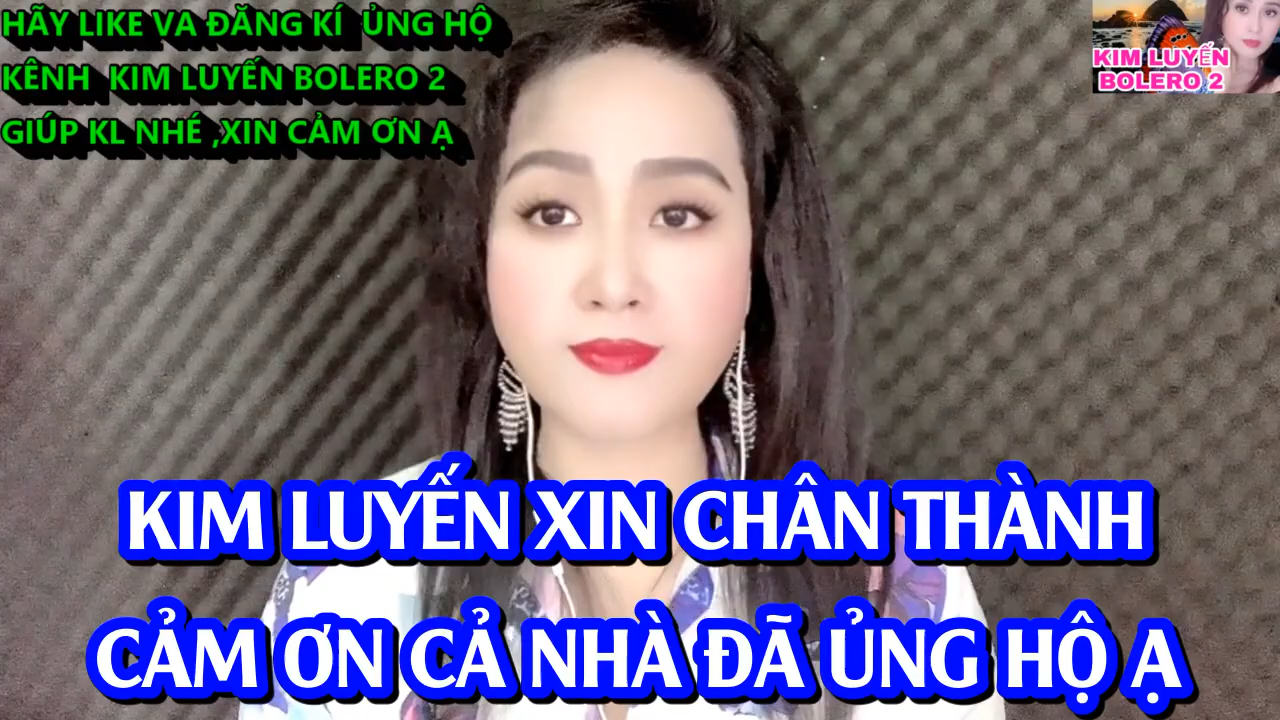 HÃY LIKE VA ĐĂNG KÍ ỦNG HỘ
KÊNH KIM LUYẾN BOLERO 2
GIÚP KL NHÉ ,XIN CẢM ƠN Ạ
KIM LUYẾN
BOLERO 2
KIM LUYẾN XIN CHÂN THÀNH
CẢM ƠN CẢ NHÀ ĐÃ ỦNG HỘ Ạ